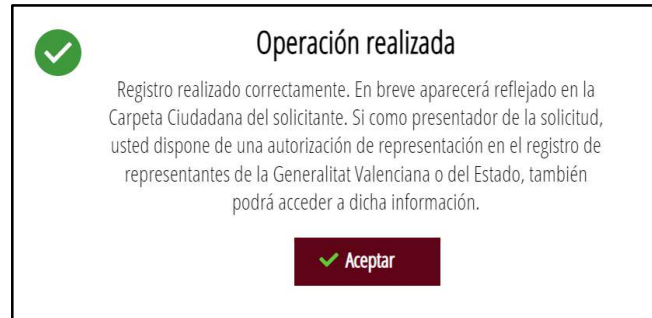 Operación realizada
Registro realizado correctamente. En breve aparecerá reflejado en la
Carpeta Ciudadana del solicitante. Si como presentador de la solicitud,
usted dispone de una autorización de representación en el registro de
representantes de la Generalitat Valenciana o del Estado, también
podrá acceder a dicha información.
Aceptar